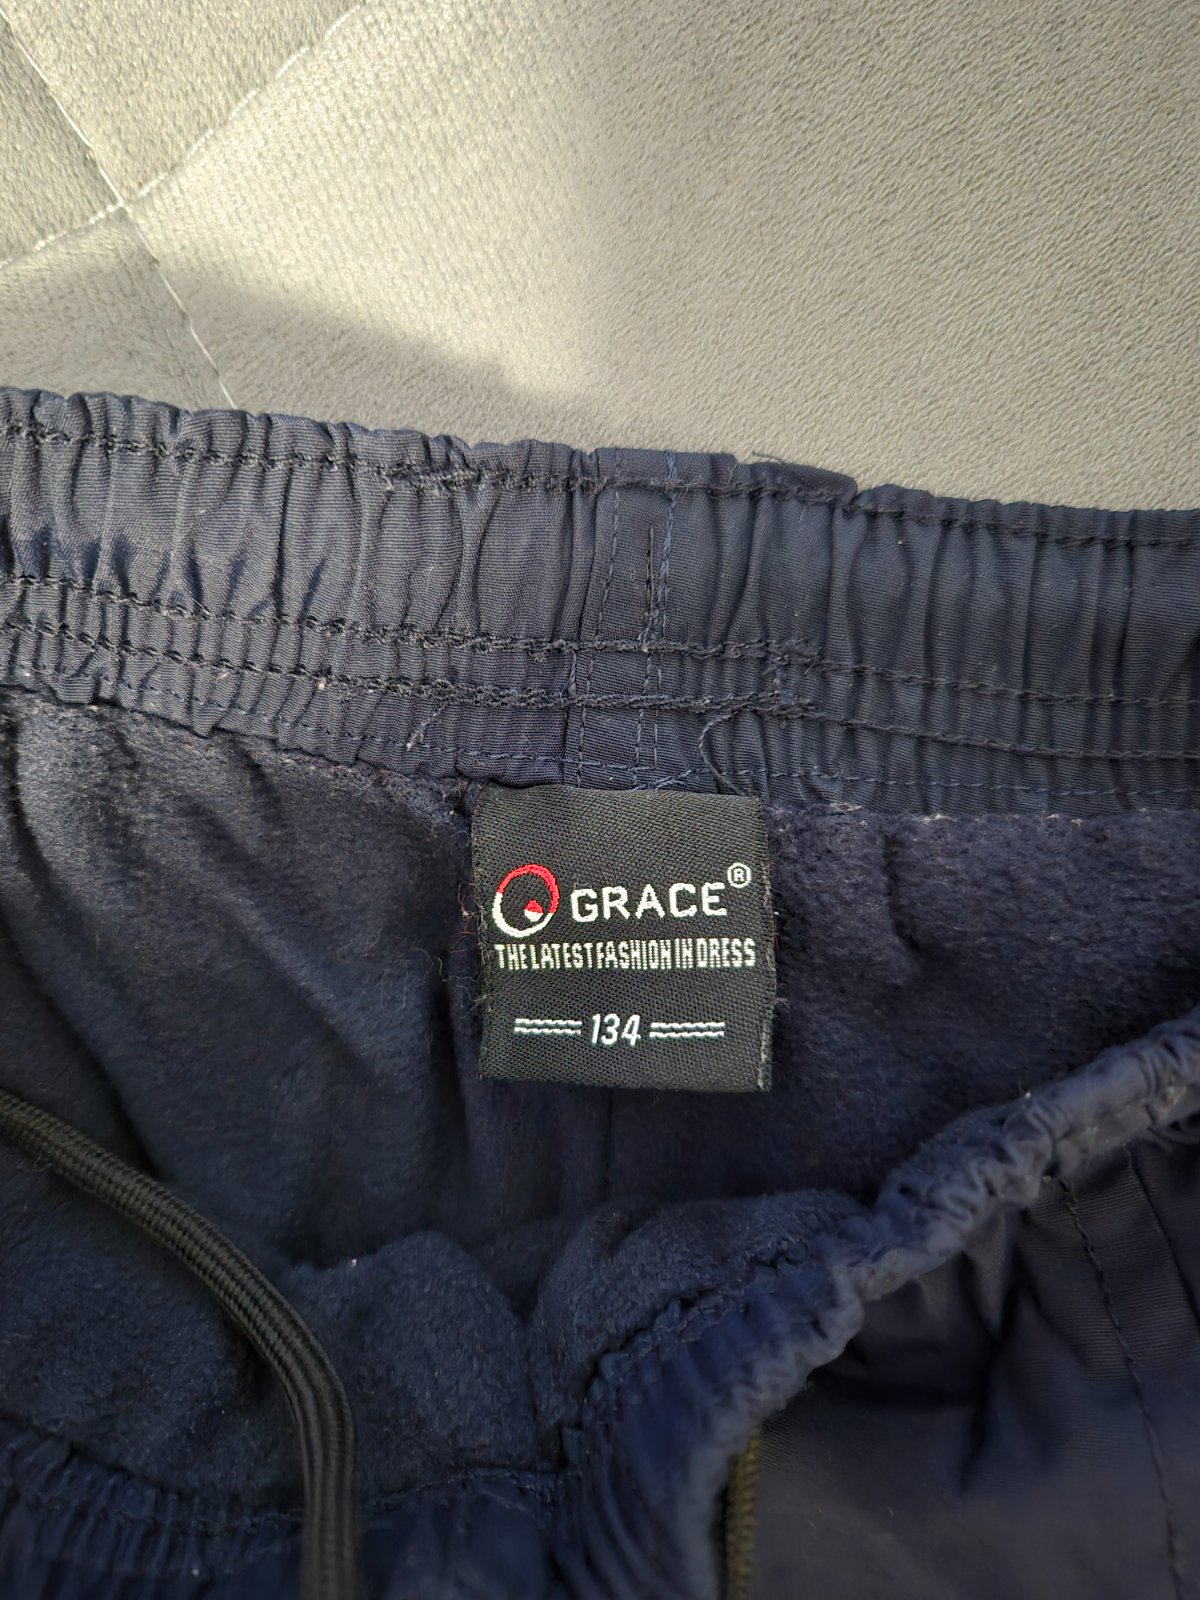 GRACE®
THE LATEST FASHION IN DRESS
134